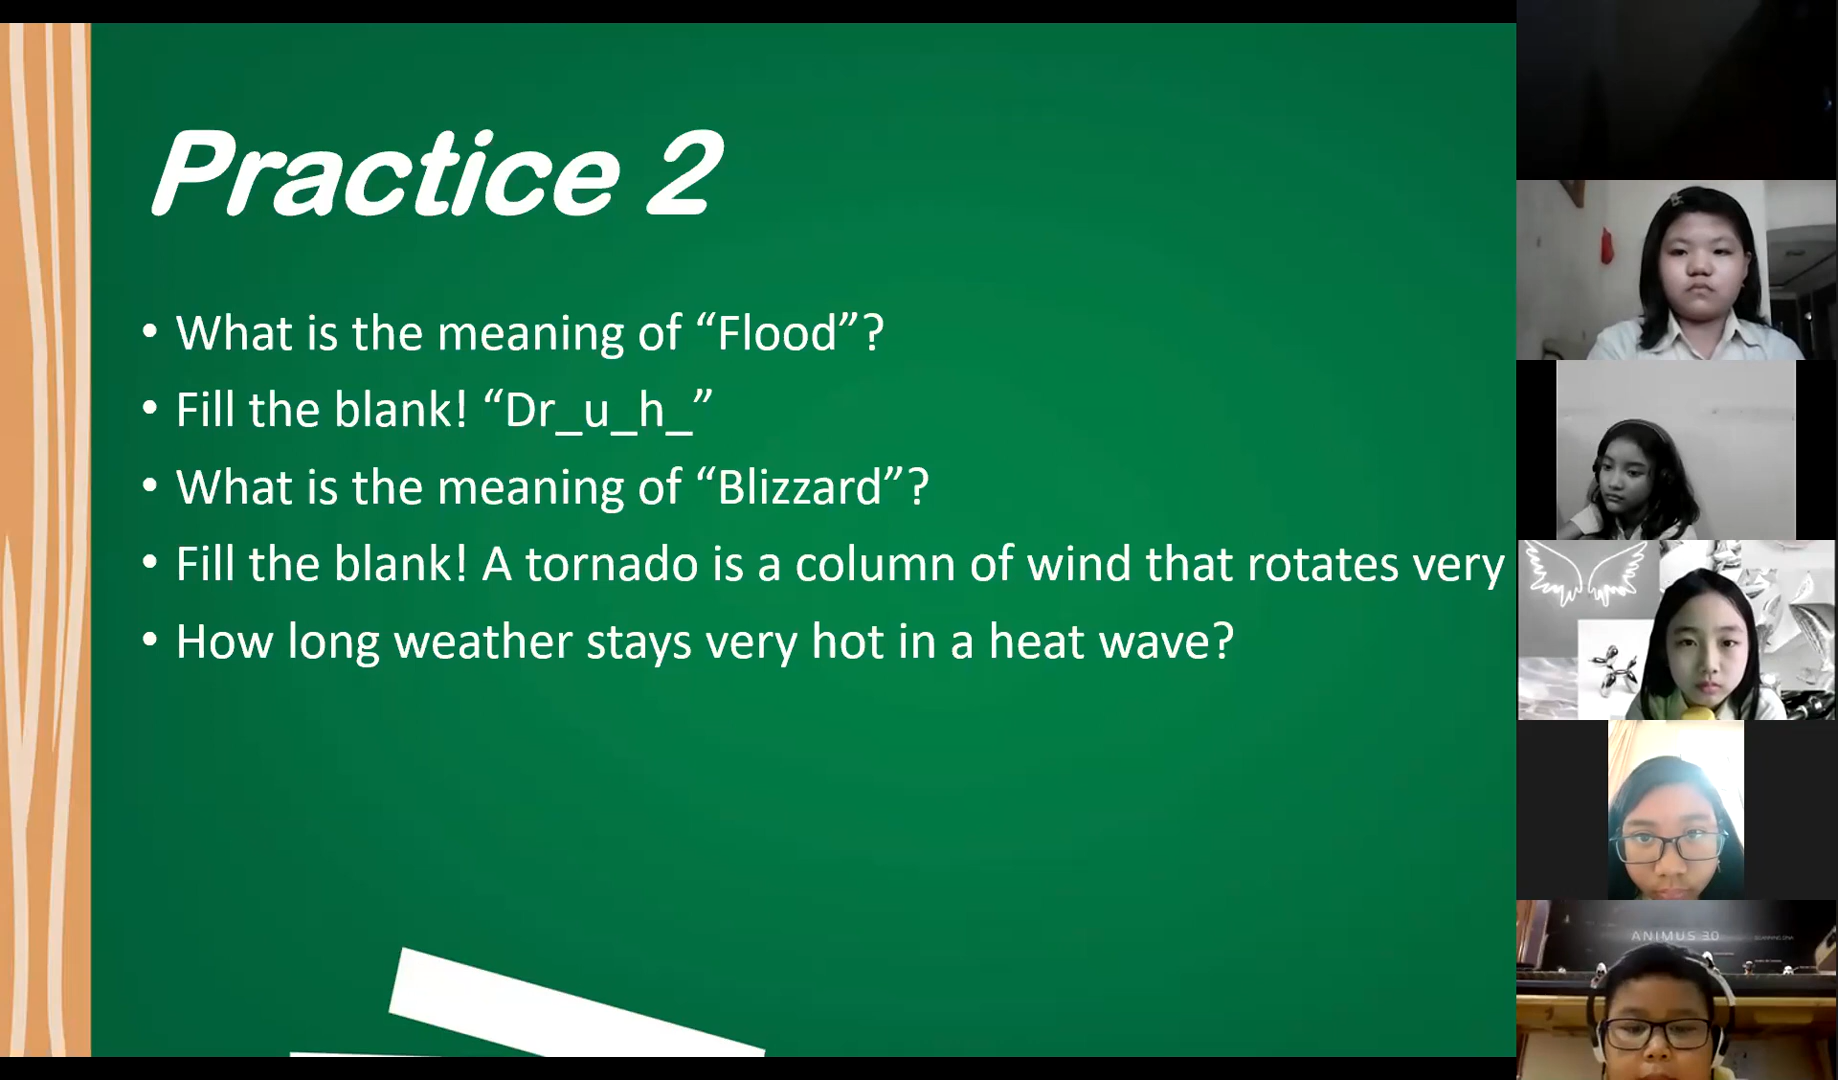 Practice 2
• What is the meaning of “Flood”?
• Fill the blank! “Dr_u_h_”
• What is the meaning of “Blizzard”?
• Fill the blank! A tornado is a column of wind that rotates very
• How long weather stays very hot in a heat wave?
ANIMUS 3.0